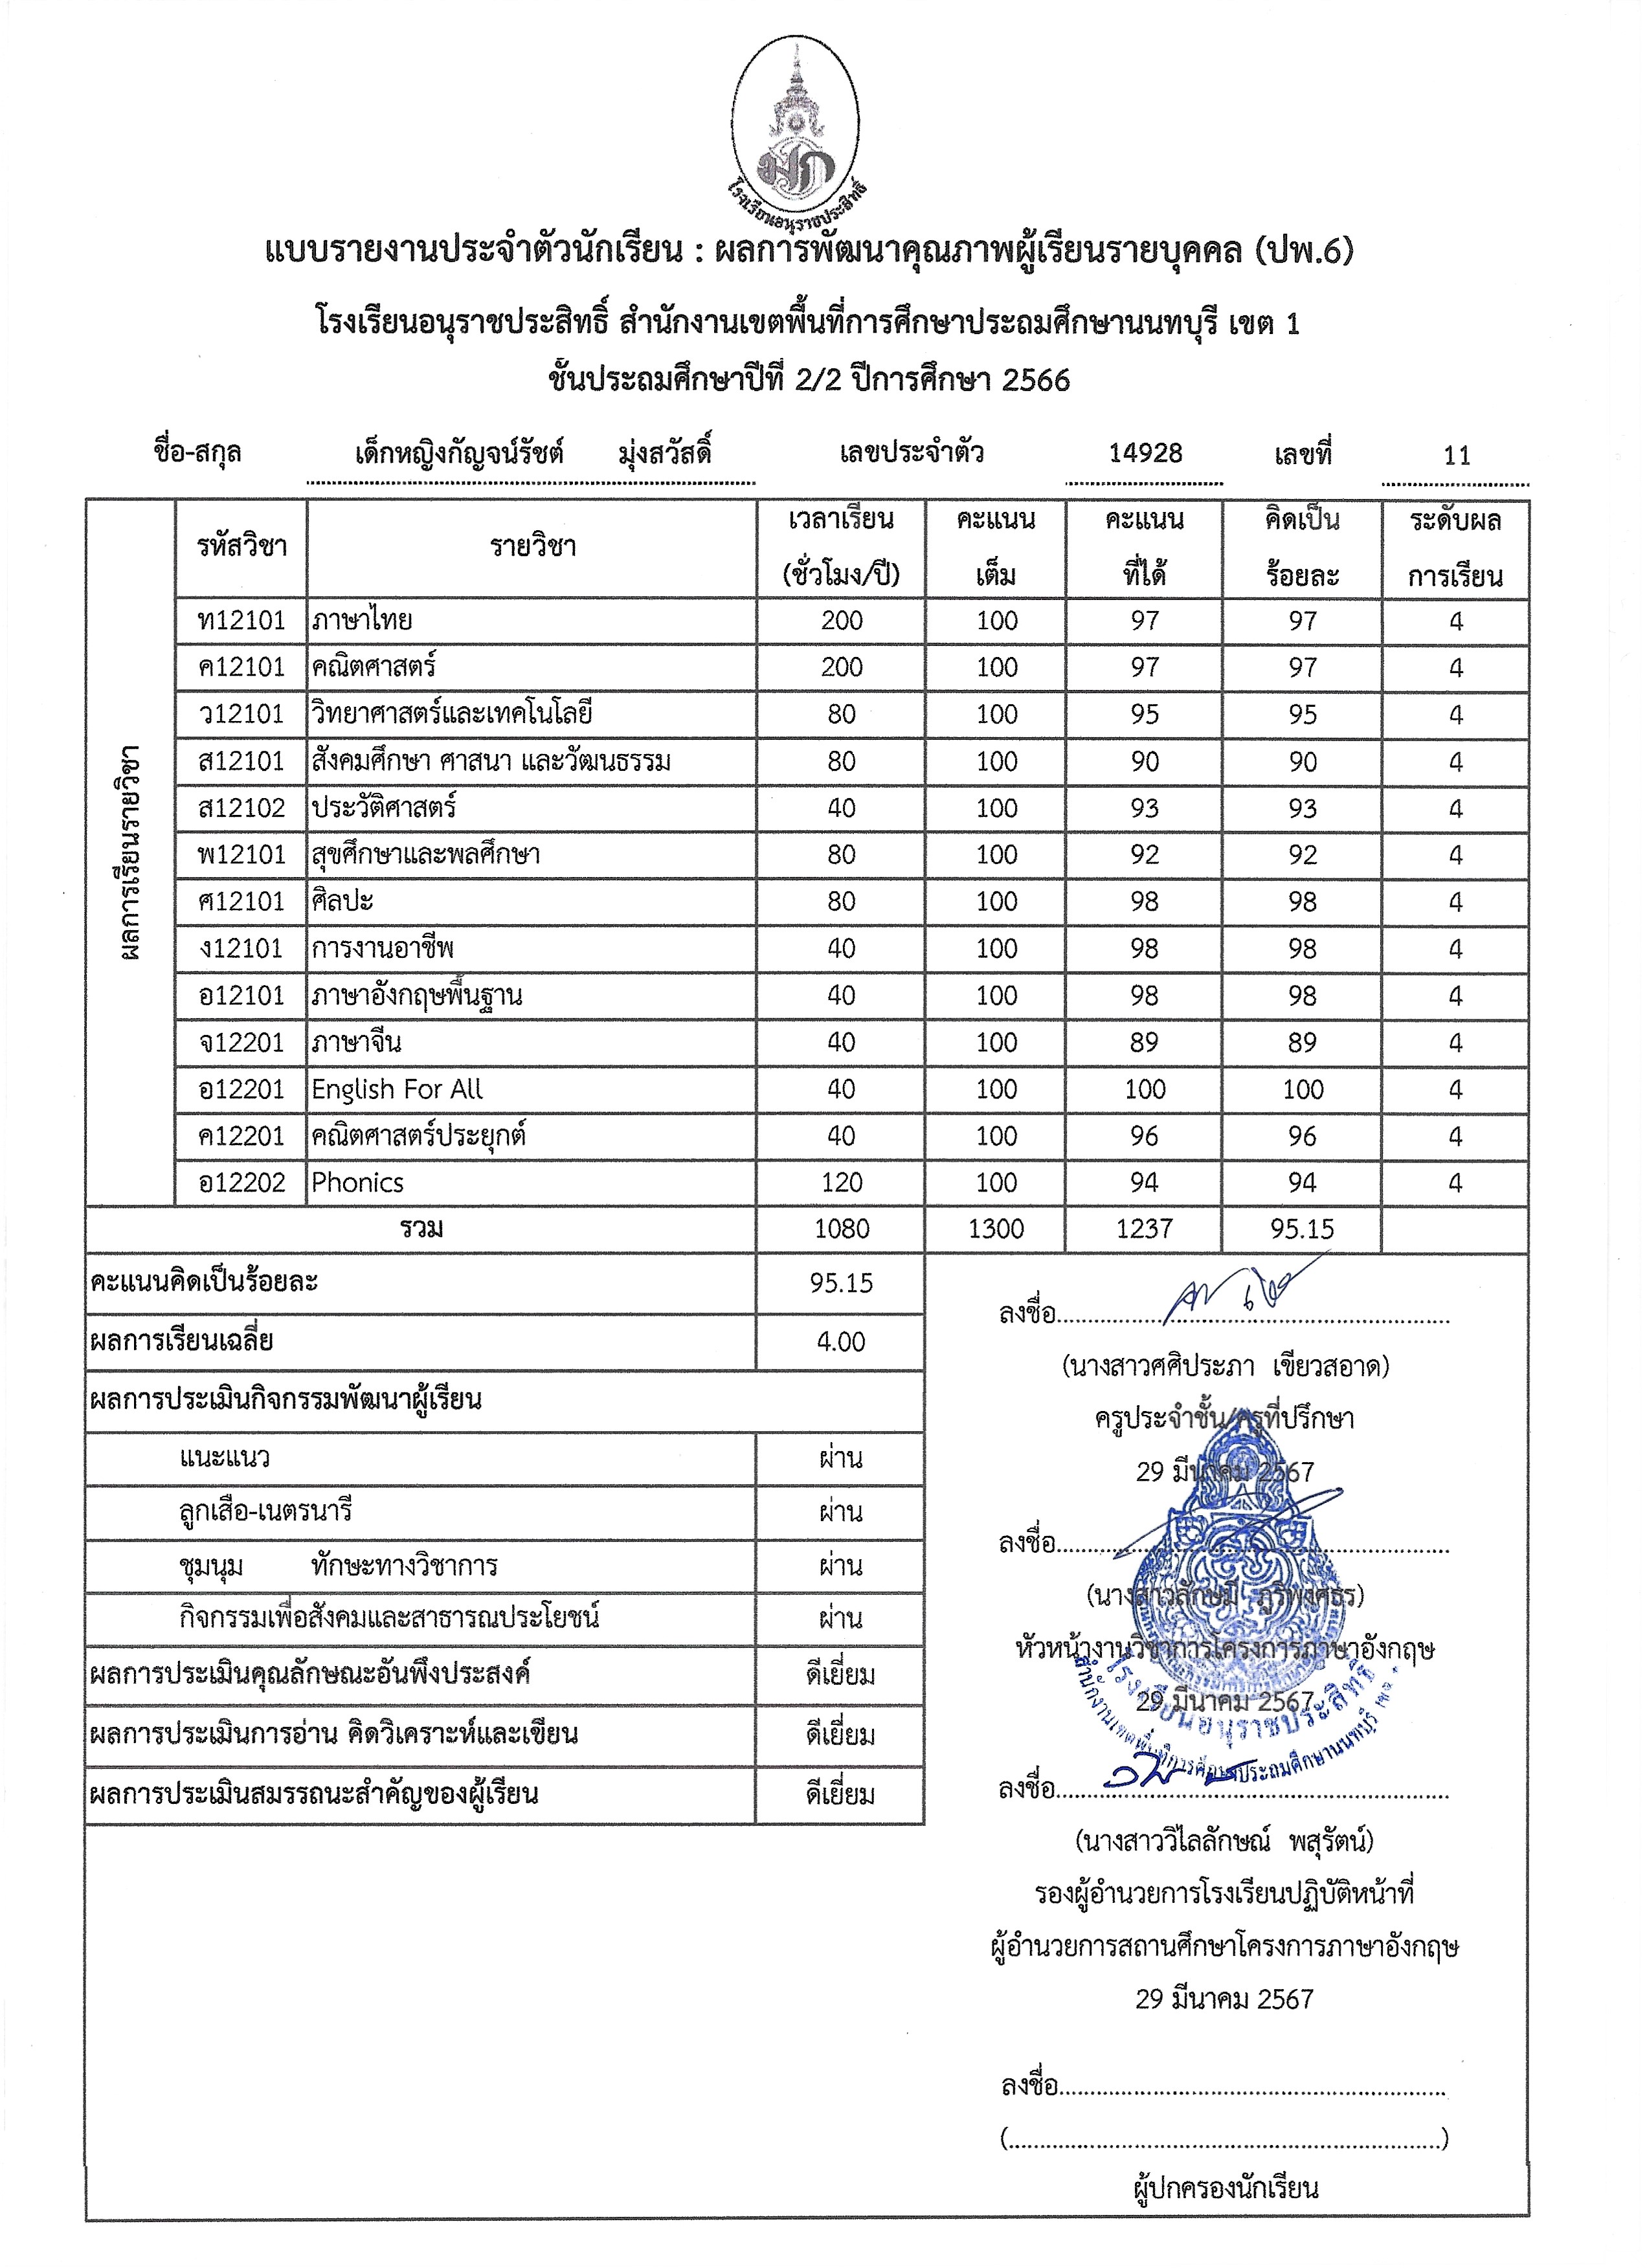 มก
โรงเรียนอนุราชประสิทธิ์
แบบรายงานประจำตัวนักเรียน : ผลการพัฒนาคุณภาพผู้เรียนรายบุคคล (ปพ.6)
โรงเรียนอนุราชประสิทธิ์ สำนักงานเขตพื้นที่การศึกษาประถมศึกษานนทบุรี เขต 1
ชั้นประถมศึกษาปีที่ 2/2 ปีการศึกษา 2566
ชื่อ-สกุล เด็กหญิงกัญจน์รัชต์ มุ่งสวัสดิ์ เลขประจำตัว 14928 เลขที่ 11
ผลการเรียนรายวิชา
รหัสวิชา รายวิชา เวลาเรียน (ชั่วโมง/ปี) คะแนน เต็ม คะแนน ที่ได้ คิดเป็น ร้อยละ ระดับผล การเรียน
ท12101 ภาษาไทย 200 100 97 97 4
ค12101 คณิตศาสตร์ 200 100 97 97 4
ว12101 วิทยาศาสตร์และเทคโนโลยี 80 100 95 95 4
ส12101 สังคมศึกษา ศาสนา และวัฒนธรรม 80 100 90 90 4
ส12102 ประวัติศาสตร์ 40 100 93 93 4
พ12101 สุขศึกษาและพลศึกษา 80 100 92 92 4
ศ12101 ศิลปะ 80 100 98 98 4
ง12101 การงานอาชีพ 40 100 98 98 4
อ12101 ภาษาอังกฤษพื้นฐาน 40 100 98 98 4
จ12201 ภาษาจีน 40 100 89 89 4
อ12201 English For All 40 100 100 100 4
ค12201 คณิตศาสตร์ประยุกต์ 40 100 96 96 4
อ12202 Phonics 120 100 94 94 4
รวม 1080 1300 1237 95.15
คะแนนคิดเป็นร้อยละ 95.15
ผลการเรียนเฉลี่ย 4.00
ผลการประเมินกิจกรรมพัฒนาผู้เรียน
แนะแนว ผ่าน
ลูกเสือ-เนตรนารี ผ่าน
ชุมนุม ทักษะทางวิชาการ ผ่าน
กิจกรรมเพื่อสังคมและสาธารณประโยชน์ ผ่าน
ผลการประเมินคุณลักษณะอันพึงประสงค์ ดีเยี่ยม
ผลการประเมินการอ่าน คิดวิเคราะห์และเขียน ดีเยี่ยม
ผลการประเมินสมรรถนะสำคัญของผู้เรียน ดีเยี่ยม
ลงชื่อ
(นางสาวศศิประภา เขียวสอาด)
ครูประจำชั้น/ครูที่ปรึกษา
29 มีนาคม 2567
ลงชื่อ
(นางสาวลักษมี ภูริพงศธร)
หัวหน้างานวิชาการโครงการภาษาอังกฤษ
29 มีนาคม 2567
โรงเรียนอนุราชประสิทธิ์
สำนักงานเขตพื้นที่การศึกษาประถมศึกษานนทบุรี เขต
ลงชื่อ
(นางสาววิไลลักษณ์ พสุรัตน์)
รองผู้อำนวยการโรงเรียนปฏิบัติหน้าที่
ผู้อำนวยการสถานศึกษาโครงการภาษาอังกฤษ
29 มีนาคม 2567
ลงชื่อ
(..............................)
ผู้ปกครองนักเรียน